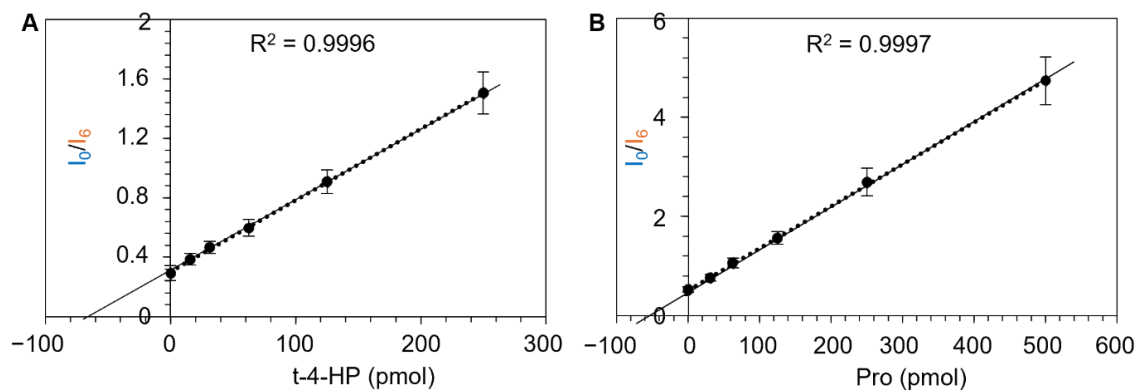 A
R² = 0.9996
2
1.6
1.2
0.8
0.4
0
I₀/I₆
−100
0
100
200
300
t-4-HP (pmol)
B
R² = 0.9997
6
4
2
0
I₀/I₆
−100
0
100
200
300
400
500
600
Pro (pmol)